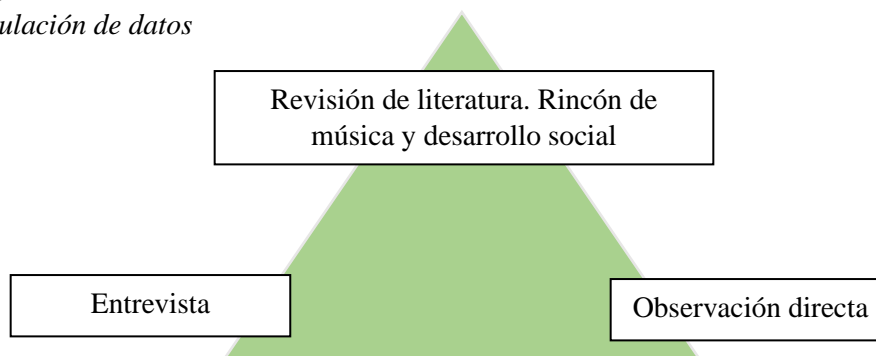 ulación de datos
Revisión de literatura. Rincón de
música y desarrollo social
Entrevista
Observación directa